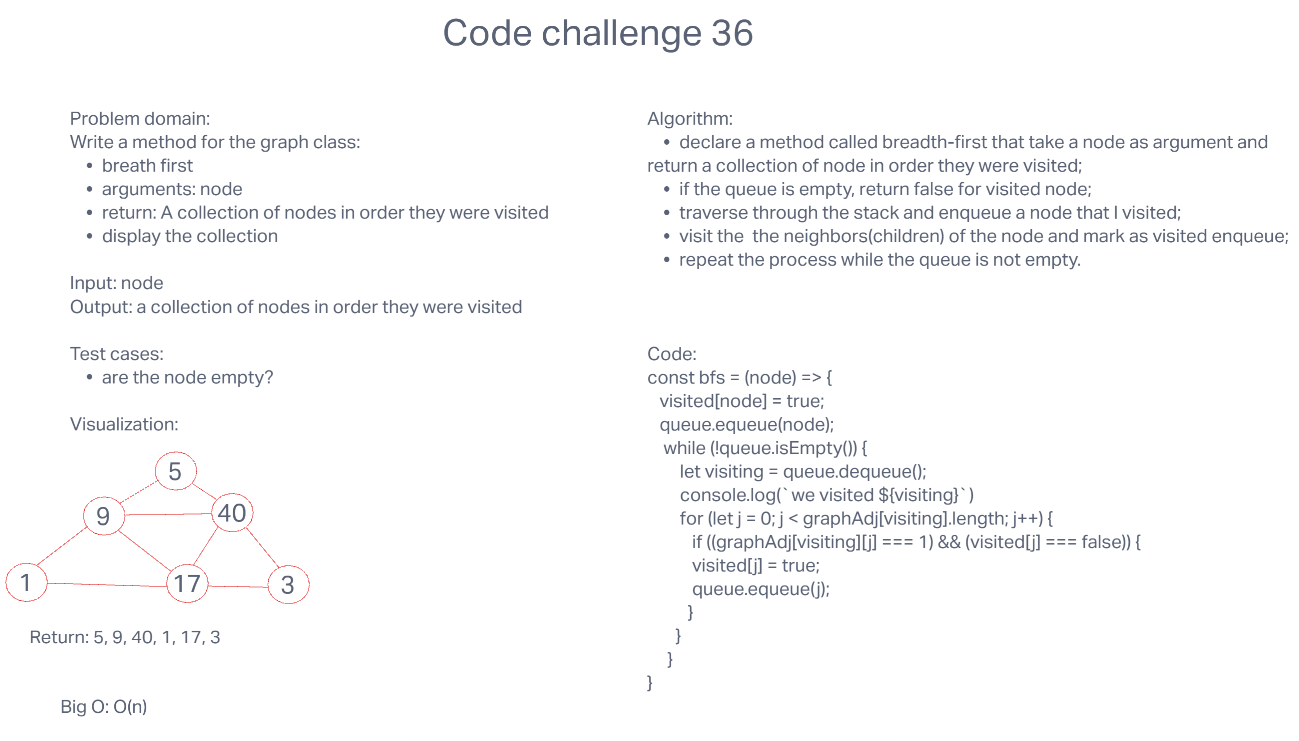 Code challenge 36
Problem domain:
Write a method for the graph class:
• breath first
• arguments: node
• return: A collection of nodes in order they were visited
• display the collection
Input: node
Output: a collection of nodes in order they were visited
Test cases:
• are the node empty?
Visualization:
5
9
40
1
17
3
Return: 5, 9, 40, 1, 17, 3
Big O: O(n)
Algorithm:
• declare a method called breadth-first that take a node as argument and
return a collection of node in order they were visited;
• if the queue is empty, return false for visited node;
• traverse through the stack and enqueue a node that I visited;
• visit the  the neighbors(children) of the node and mark as visited enqueue;
• repeat the process while the queue is not empty.
Code:
const bfs = (node) => {
visited[node] = true;
queue.equeue(node);
while (!queue.isEmpty()) {
let visiting = queue.dequeue();
console.log(`we visited ${visiting}`)
for (let j = 0; j < graphAdj[visiting].length; j++) {
if ((graphAdj[visiting][j] === 1) && (visited[j] === false)) {
visited[j] = true;
queue.equeue(j);
}
}
}
}